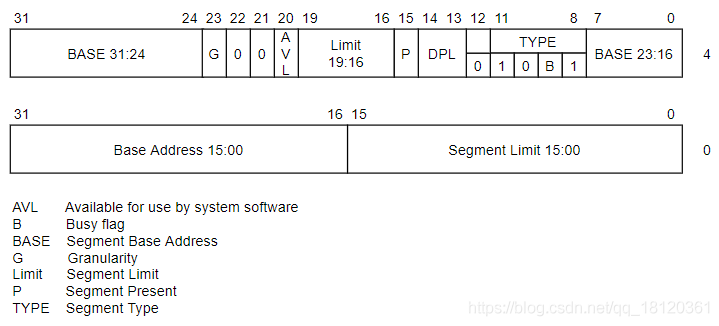 31 24 23 22 21 20 19 16 15 14 13 12 11 8 7 0
BASE 31:24 G 0 0 AVL Limit 19:16 P DPL TYPE BASE 23:16 4
0 1 0 B 1
31 16 15 0
Base Address 15:00 Segment Limit 15:00 0
AVL Available for use by system software
B Busy flag
BASE Segment Base Address
G Granularity
Limit Segment Limit
P Segment Present
TYPE Segment Type
https://blog.csdn.net/qq_18120361